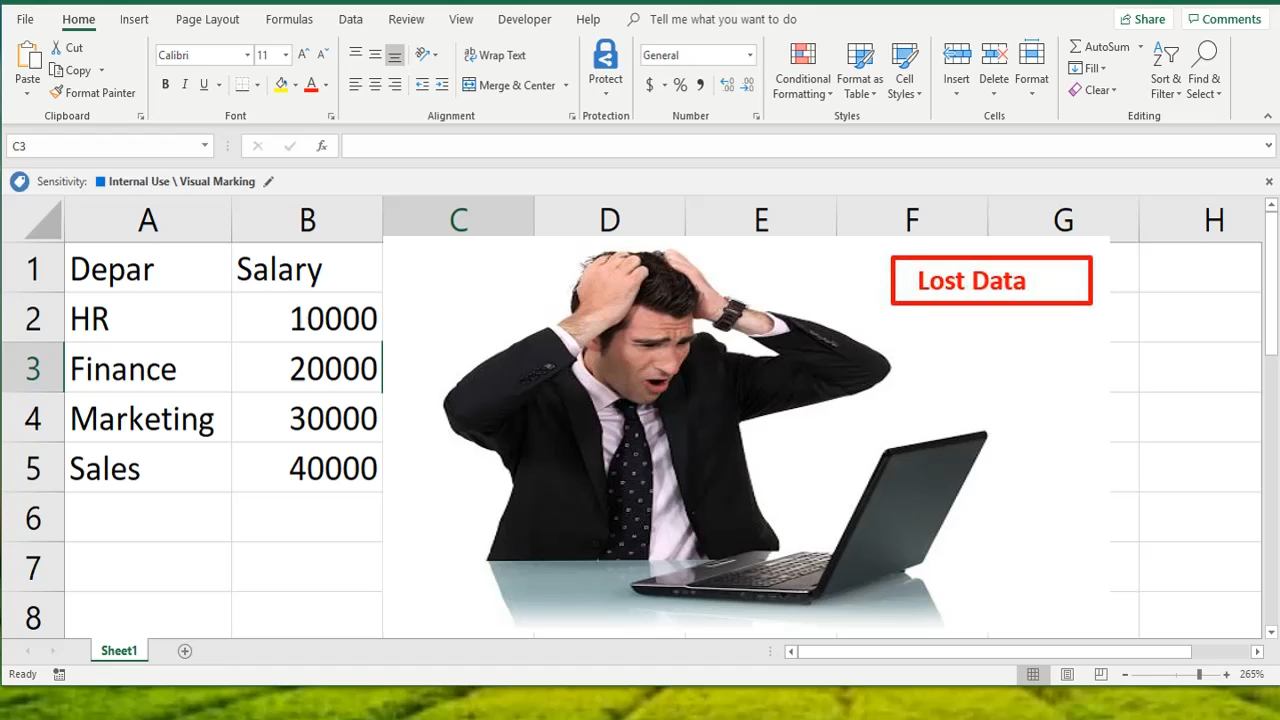 File Home Insert Page Layout Formulas Data Review View Developer Help Tell me what you want to do Share Comments
Paste Cut Copy Format Painter
Clipboard
Calibri 11
B I U
Font
Wrap Text
Merge & Center
Alignment
Protect
Protection
General
$ % ,
Number
Conditional Formatting
Format as Table
Cell Styles
Styles
Insert Delete Format
Cells
AutoSum
Fill
Clear
Sort & Filter
Find & Select
Editing
C3 fx
Sensitivity: Internal Use \ Visual Marking
A B C D E F G H
1 Depar Salary
2 HR 10000
3 Finance 20000
4 Marketing 30000
5 Sales 40000
6
7
8
Lost Data
Sheet1
Ready 265%